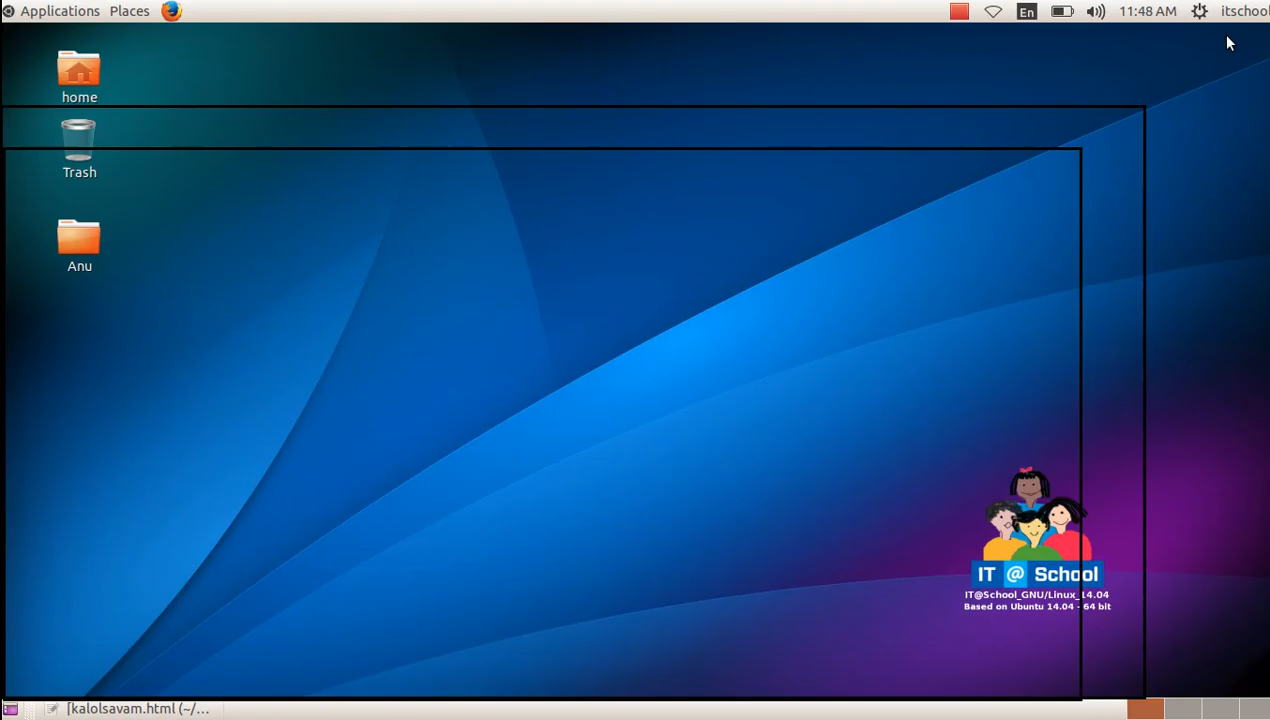 Applications Places
En 11:48 AM itschool
home
Trash
Anu
IT @ School
IT@School_GNU/Linux_14.04
Based on Ubuntu 14.04 - 64 bit
[kalolsavam.html (~/...